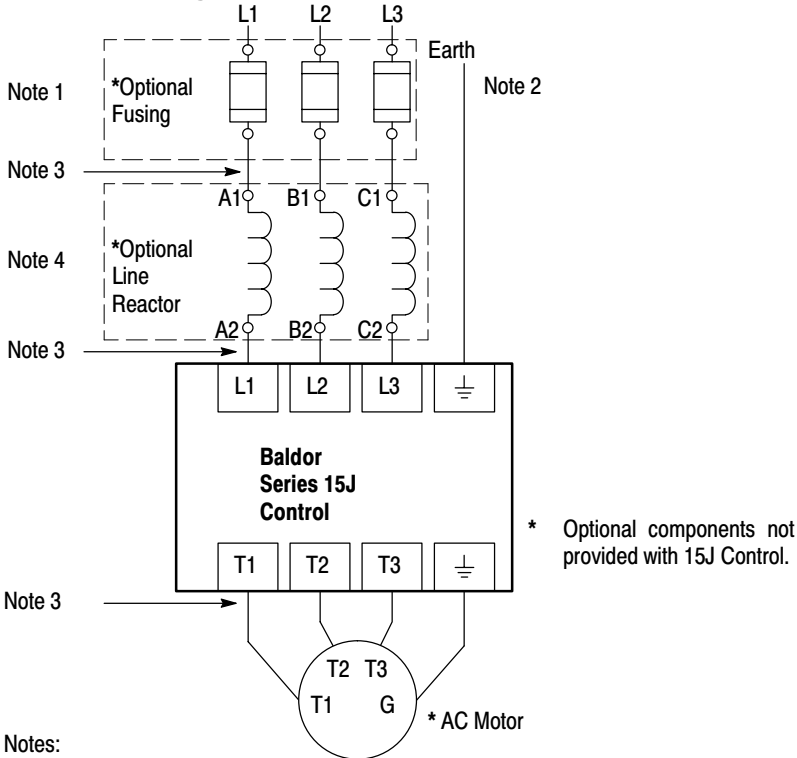 L1 L2 L3
Earth
Note 1
*Optional
Fusing
Note 2
Note 3
A1 B1 C1
Note 4
*Optional
Line
Reactor
A2 B2 C2
Note 3
L1 L2 L3
Baldor
Series 15J
Control
* Optional components not
provided with 15J Control.
T1 T2 T3
Note 3
T2 T3
T1 G
* AC Motor
Notes: